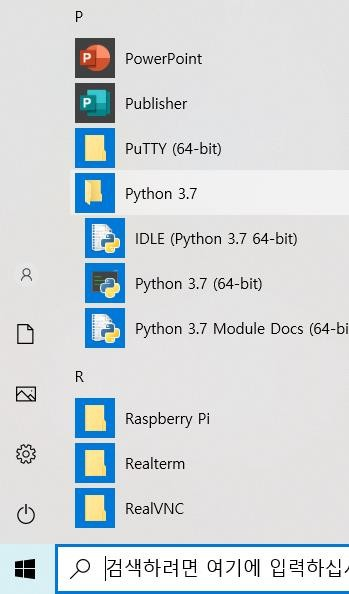 P
PowerPoint
Publisher
PuTTY (64-bit)
Python 3.7
IDLE (Python 3.7 64-bit)
Python 3.7 (64-bit)
Python 3.7 Module Docs (64-bi
R
Raspberry Pi
Realterm
RealVNC
검색하려면 여기에 입력하십시